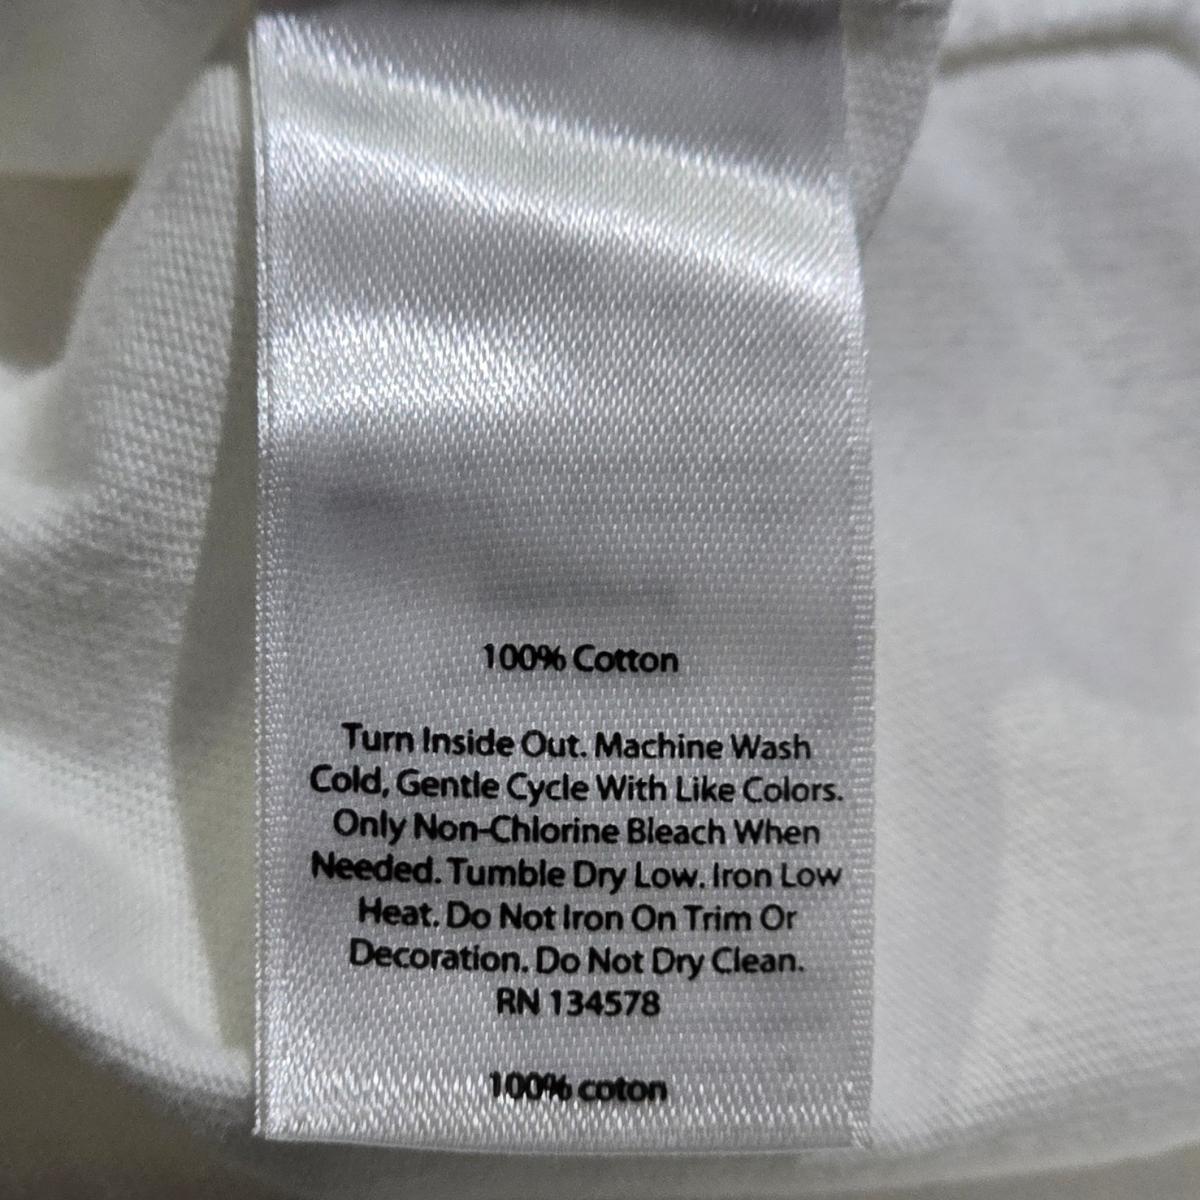 100% Cotton
Turn Inside Out. Machine Wash
Cold, Gentle Cycle With Like Colors.
Only Non-Chlorine Bleach When
Needed. Tumble Dry Low. Iron Low
Heat. Do Not Iron On Trim Or
Decoration. Do Not Dry Clean.
RN 134578
100% coton